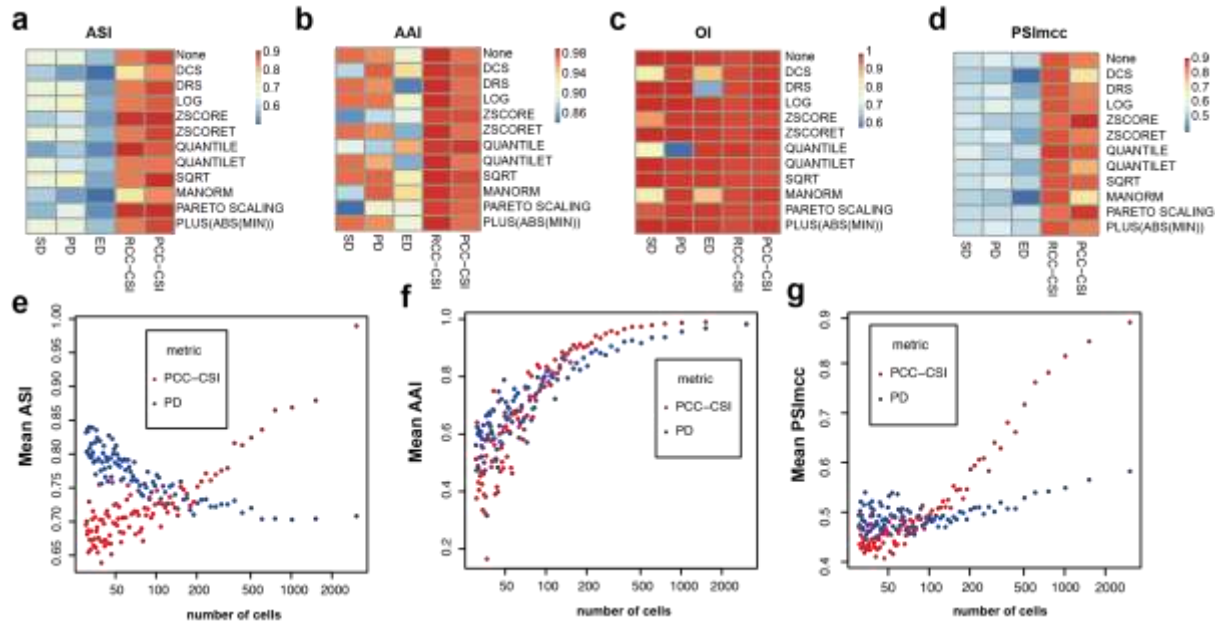 a
ASI
None
DCS
DRS
LOG
ZSCORE
ZSCORET
QUANTILE
QUANTILET
SQRT
MANORM
PARETO SCALING
PLUS(ABS(MIN))
0.9
0.8
0.7
0.6
SD
PD
ED
RCC-CSI
PCC-CSI
b
AAI
None
DCS
DRS
LOG
ZSCORE
ZSCORET
QUANTILE
QUANTILET
SQRT
MANORM
PARETO SCALING
PLUS(ABS(MIN))
0.98
0.94
0.90
0.86
SD
PD
ED
RCC-CSI
PCC-CSI
c
OI
None
DCS
DRS
LOG
ZSCORE
ZSCORET
QUANTILE
QUANTILET
SQRT
MANORM
PARETO SCALING
PLUS(ABS(MIN))
1
0.9
0.8
0.7
0.6
SD
PD
ED
RCC-CSI
PCC-CSI
d
PSImcc
None
DCS
DRS
LOG
ZSCORE
ZSCORET
QUANTILE
QUANTILET
SQRT
MANORM
PARETO SCALING
PLUS(ABS(MIN))
0.9
0.8
0.7
0.6
0.5
SD
PD
ED
RCC-CSI
PCC-CSI
e
Mean ASI
1.00
0.95
0.90
0.85
0.80
0.75
0.70
0.65
metric
PCC-CSI
PD
50 100 200 500 1000 2000
number of cells
f
Mean AAI
1.0
0.8
0.6
0.4
0.2
metric
PCC-CSI
PD
50 100 200 500 1000 2000
number of cells
g
Mean PSImcc
0.9
0.8
0.7
0.6
0.5
0.4
metric
PCC-CSI
PD
50 100 200 500 1000 2000
number of cells